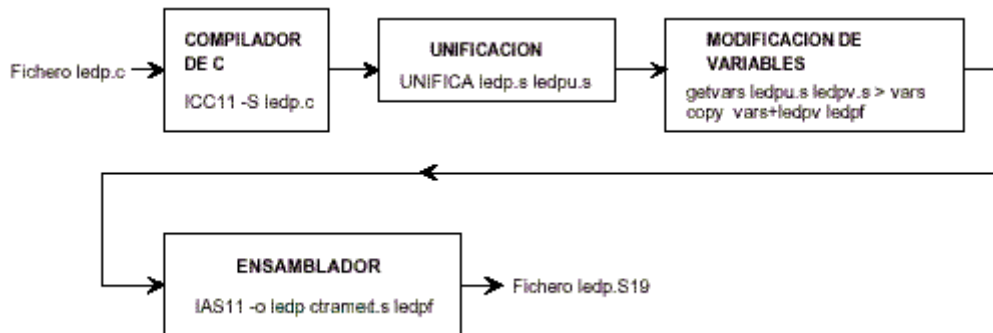 Fichero ledp.c
COMPILADOR
DE C
ICC11 -S ledp.c
UNIFICACION
UNIFICA ledp.s ledpu.s
MODIFICACION DE
VARIABLES
getvars ledpu.s ledpv.s > vars
copy vars+ledpv ledpf
ENSAMBLADOR
IAS11 -o ledp ctrameit.s ledpf
Fichero ledp.S19